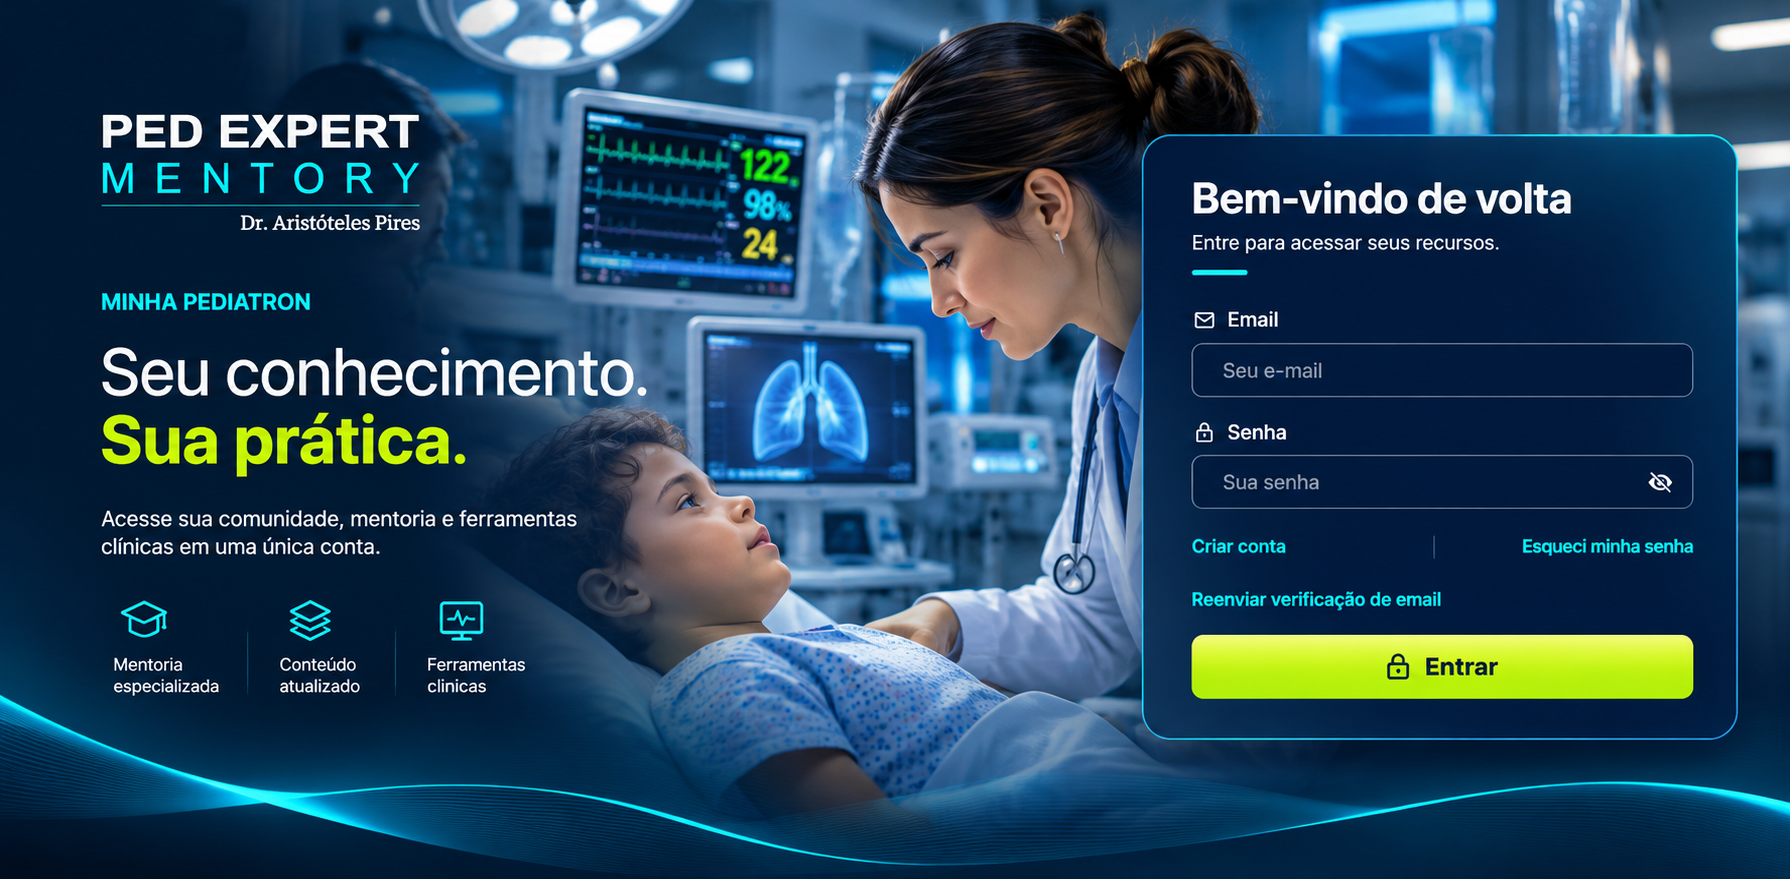 PED EXPERT
MENTORY
Dr. Aristóteles Pires
MINHA PEDIATRON
Seu conhecimento.
Sua prática.
Acesse sua comunidade, mentoria e ferramentas
clínicas em uma única conta.
Mentoria
especializada
Conteúdo
atualizado
Ferramentas
clinicas
122
98%
24
Bem-vindo de volta
Entre para acessar seus recursos.
Email
Seu e-mail
Senha
Sua senha
Criar conta
Esqueci minha senha
Reenviar verificação de email
Entrar